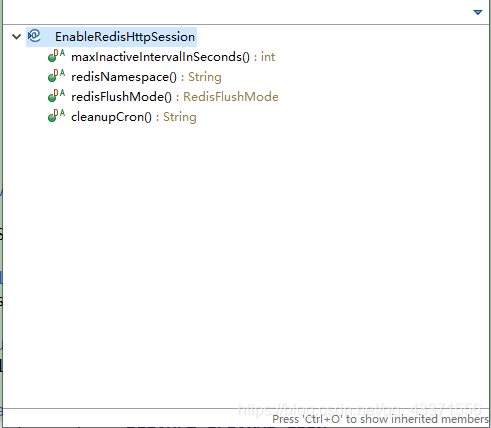 EnableRedisHttpSession
maxInactiveIntervalInSeconds() : int
redisNamespace() : String
redisFlushMode() : RedisFlushMode
cleanupCron() : String
Press 'Ctrl+O' to show inherited members